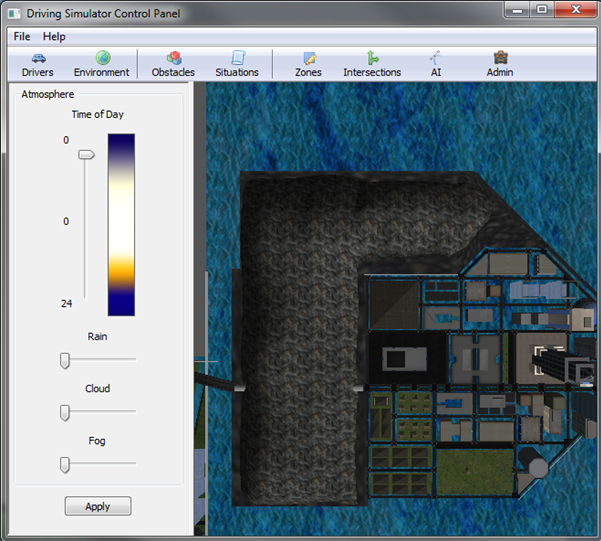 Driving Simulator Control Panel
File Help
Drivers Environment Obstacles Situations Zones Intersections AI Admin
Atmosphere
Time of Day
0
0
24
Rain
Cloud
Fog
Apply